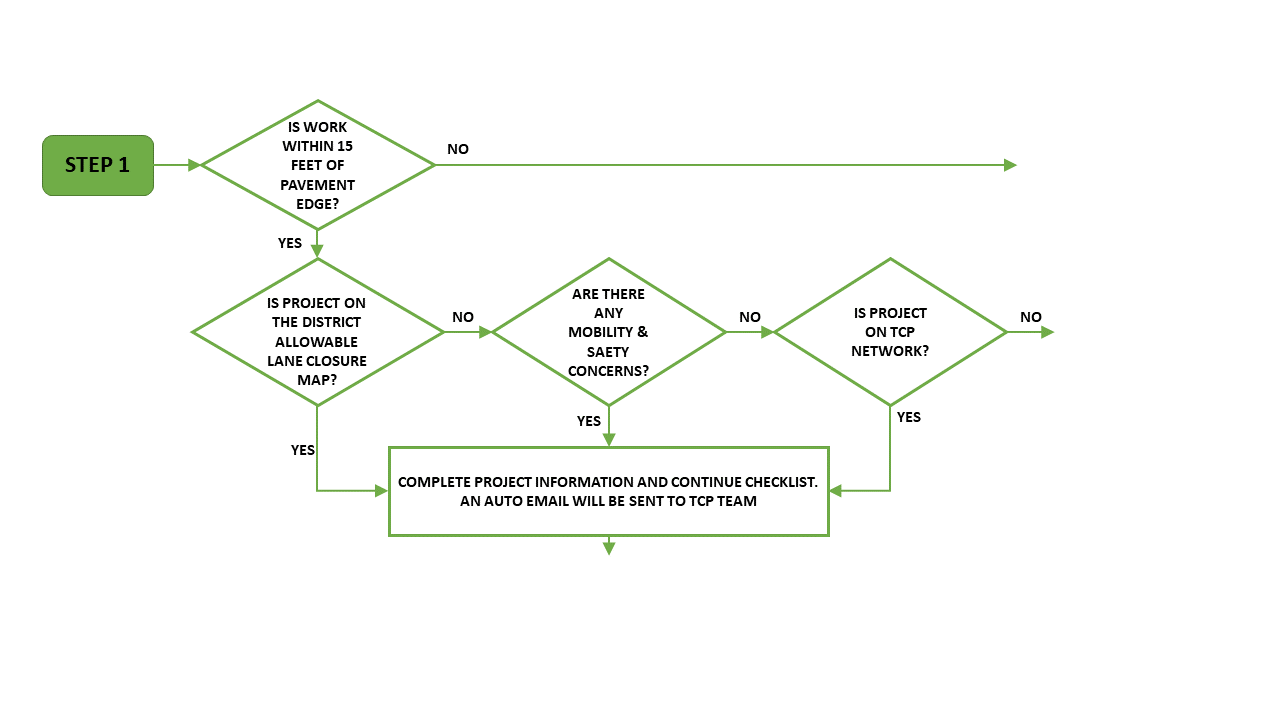 IS WORK
WITHIN 15
FEET OF
PAVEMENT
EDGE?
STEP 1
NO
YES
IS PROJECT ON
THE DISTRICT
ALLOWABLE
LANE CLOSURE
MAP?
NO
ARE THERE
ANY
MOBILITY &
SAETY
CONCERNS?
NO
IS PROJECT
ON TCP
NETWORK?
NO
YES
YES
YES
COMPLETE PROJECT INFORMATION AND CONTINUE CHECKLIST.
AN AUTO EMAIL WILL BE SENT TO TCP TEAM